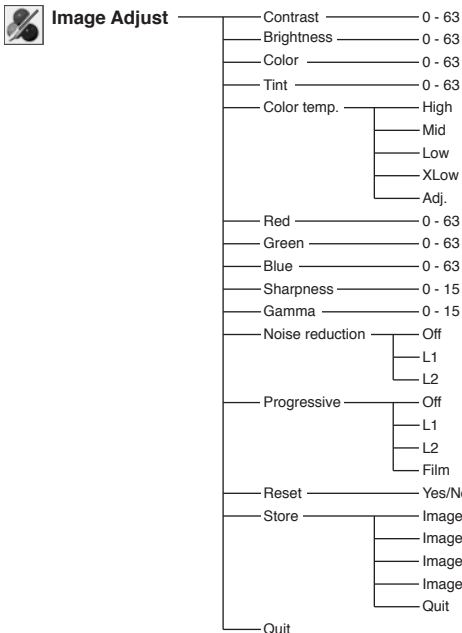 Image Adjust
Contrast 0 - 63
Brightness 0 - 63
Color 0 - 63
Tint 0 - 63
Color temp. High
Mid
Low
XLow
Adj.
Red 0 - 63
Green 0 - 63
Blue 0 - 63
Sharpness 0 - 15
Gamma 0 - 15
Noise reduction Off
L1
L2
Progressive Off
L1
L2
Film
Reset Yes/N
Store Image
Image
Image
Image
Quit
Quit